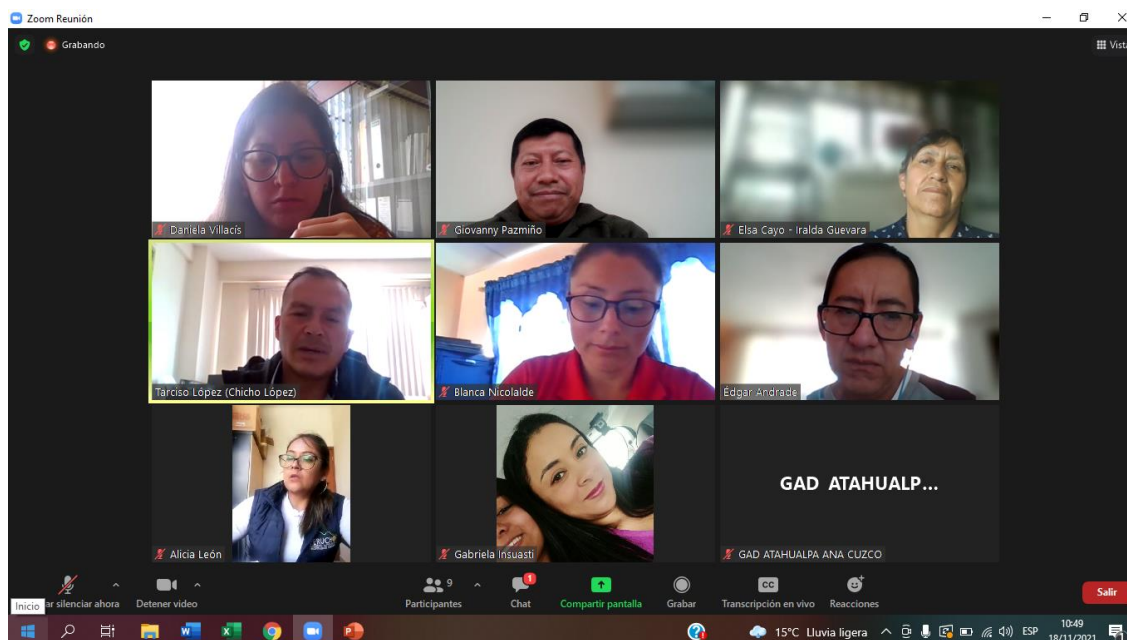 Zoom Reunión
Grabando
Vista
Daniela Villacís
Giovanny Pazmiño
Elsa Cayo - Iralda Guevara
Tarciso López (Chicho López)
Blanca Nicolalde
Édgar Andrade
GAD ATAHUALP...
Alicia León
Gabriela Insuasti
GAD ATAHUALPA ANA CUZCO
9
1
CC
Inicio
ar silenciar ahora
Detener video
Participantes
Chat
Compartir pantalla
Grabar
Transcripción en vivo
Reacciones
Salir
15°C Lluvia ligera
ESP
10:49
18/11/2021